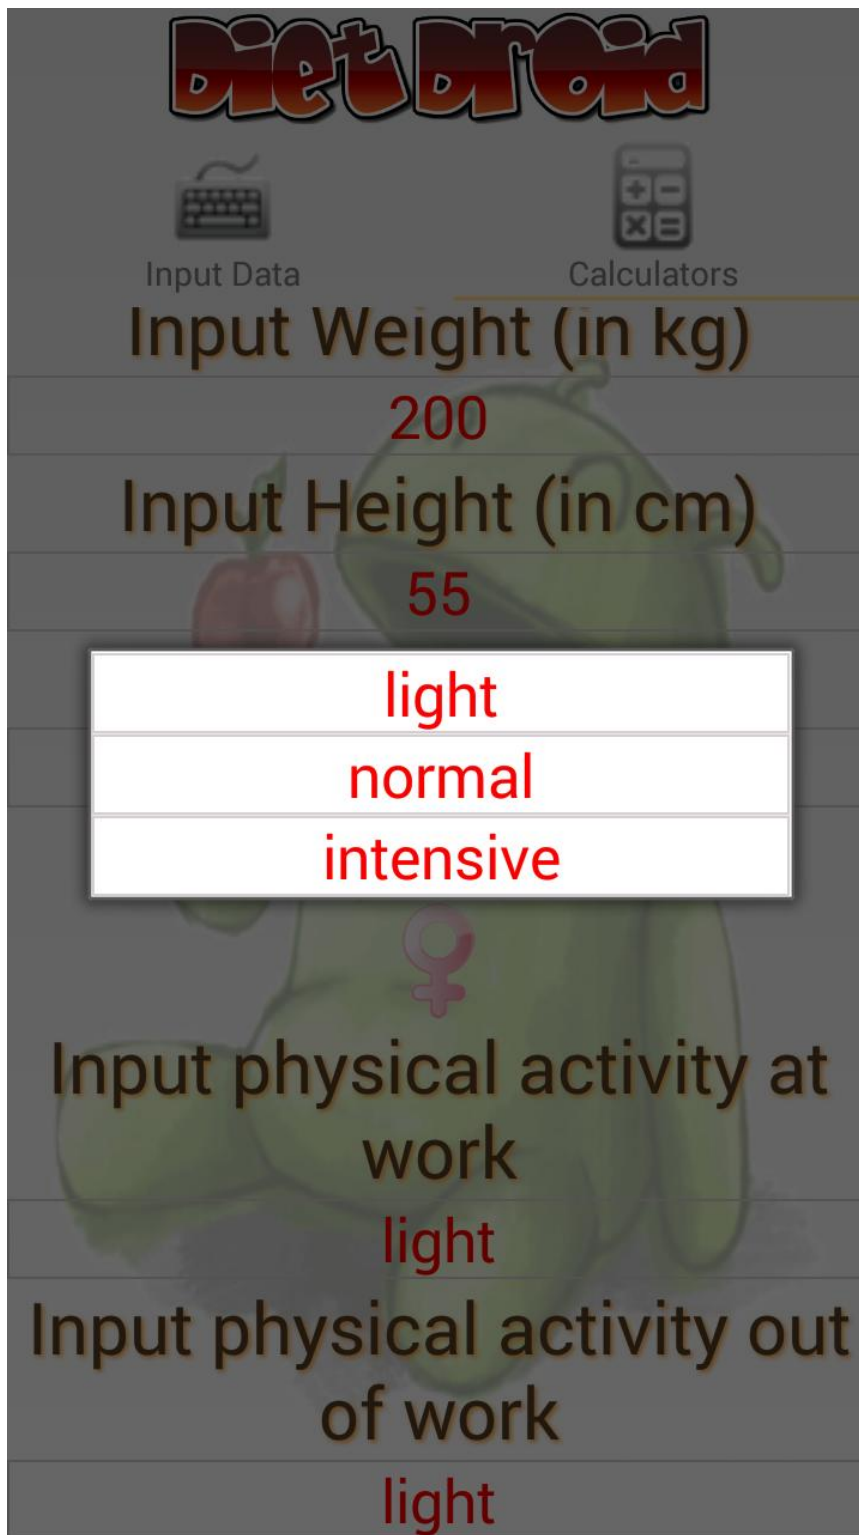 Diet Droid
Input Data
Calculators
Input Weight (in kg)
200
Input Height (in cm)
55
light
normal
intensive
Input physical activity at
work
light
Input physical activity out
of work
light